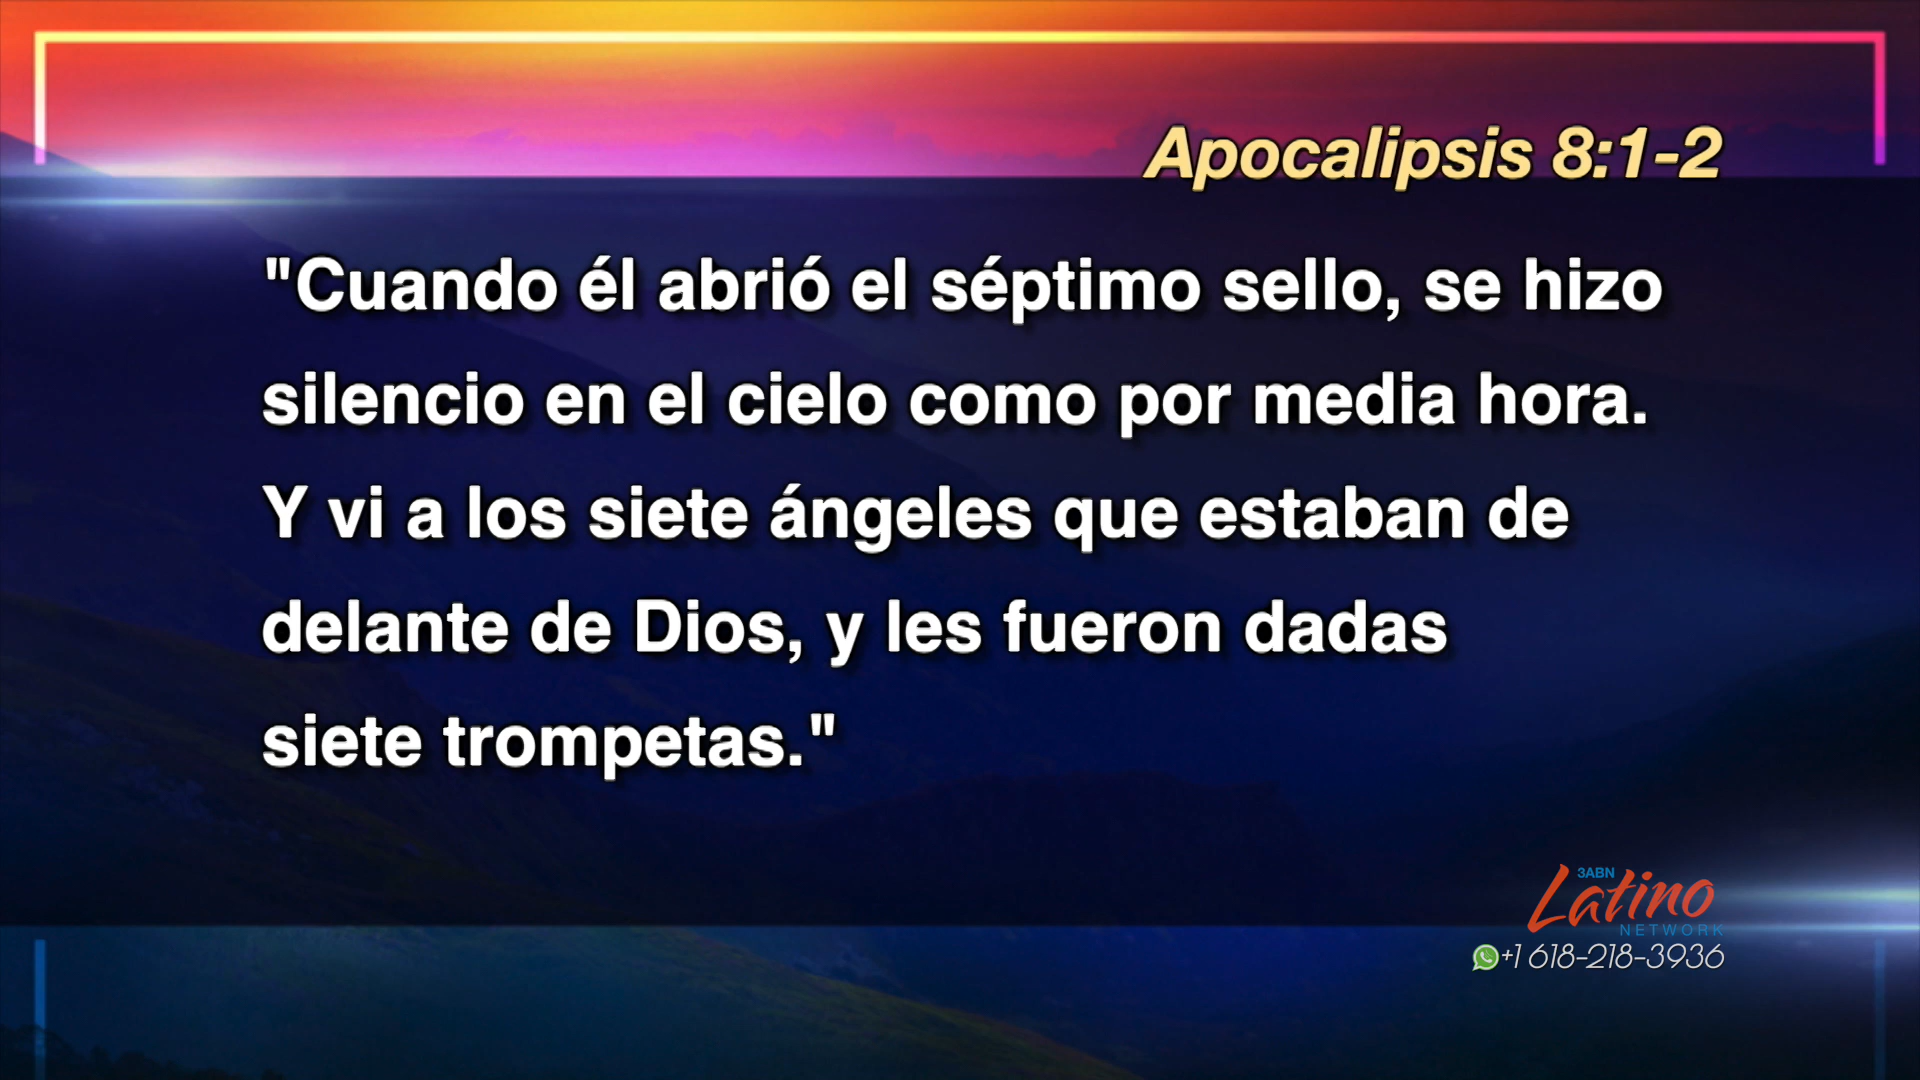 Apocalipsis 8:1-2
"Cuando él abrió el séptimo sello, se hizo
silencio en el cielo como por media hora.
Y vi a los siete ángeles que estaban de
delante de Dios, y les fueron dadas
siete trompetas."
3ABN
Latino
NETWORK
+1 618-218-3936